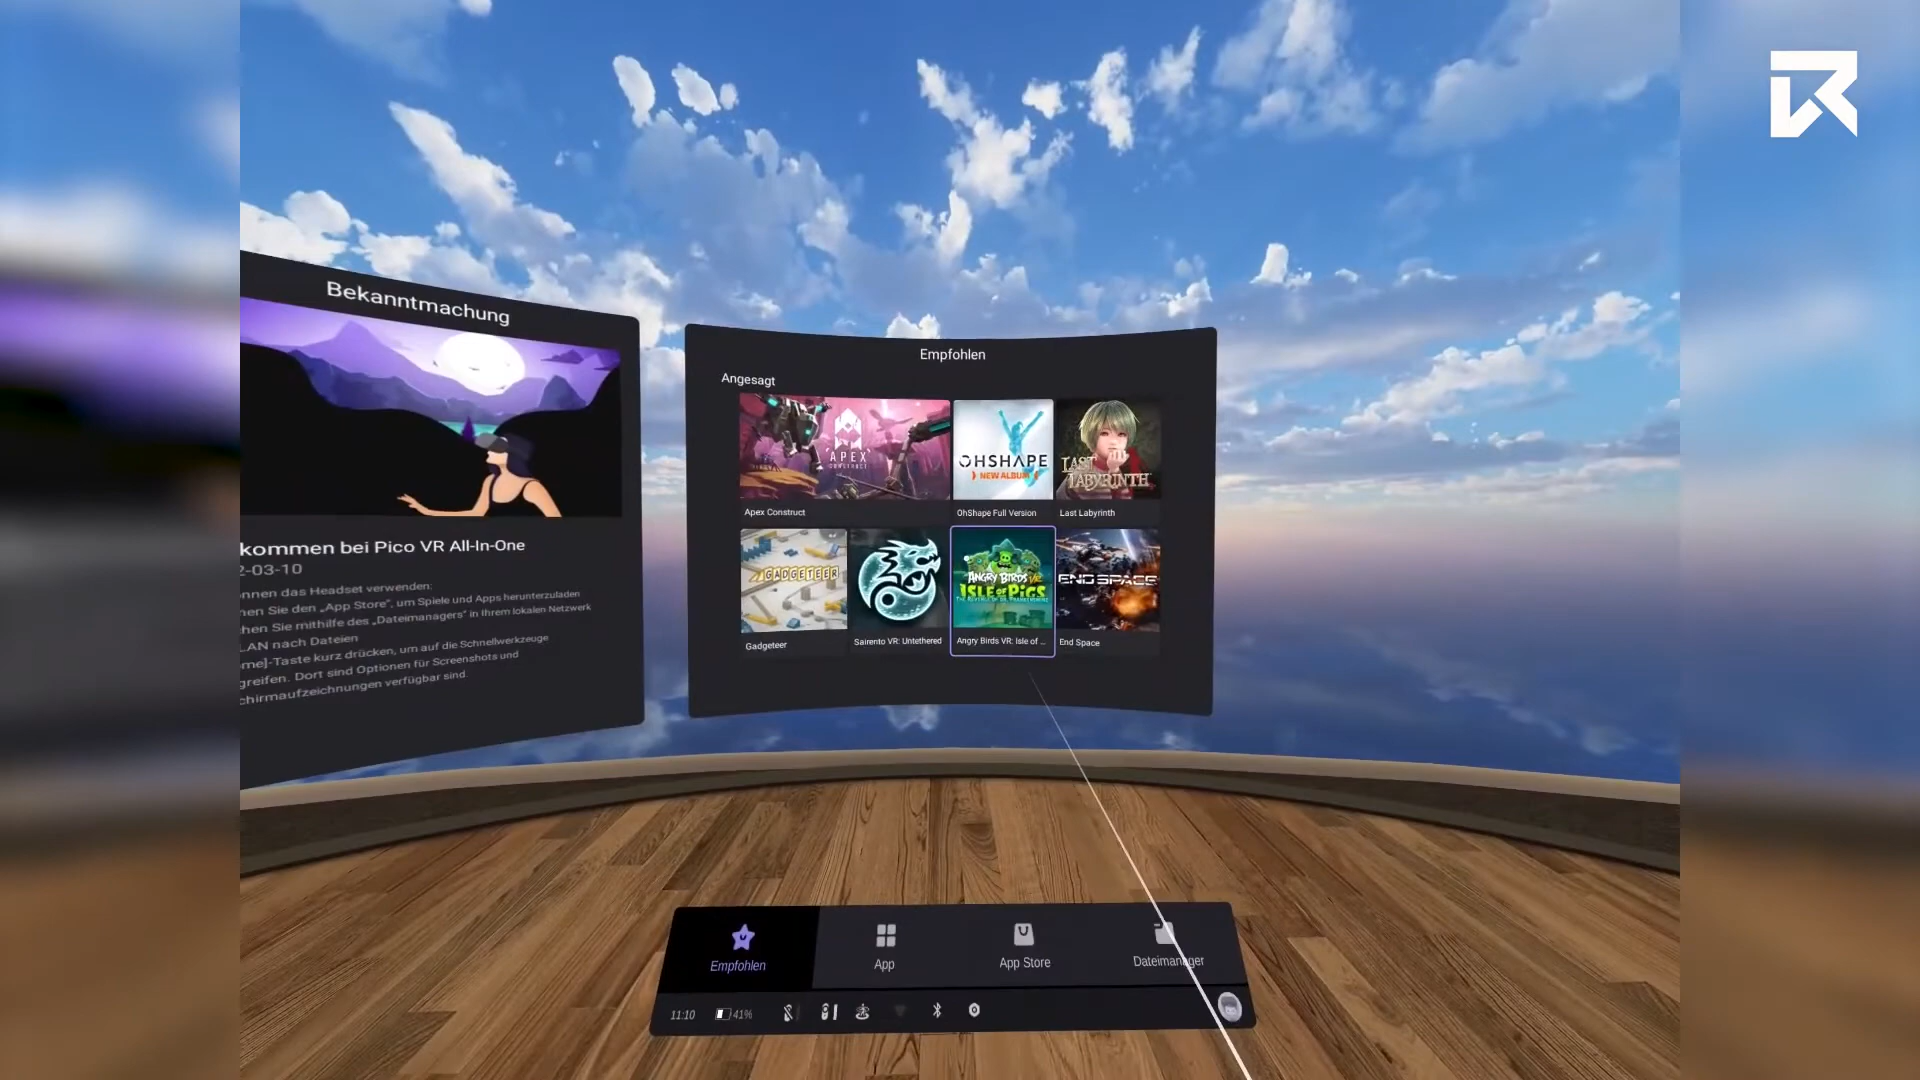 Bekanntmachung
kommen bei Pico VR All-In-One
2-03-10
nnen das Headset verwenden:
hen Sie den „App Store", um Spiele und Apps herunterzuladen
hen Sie mithilfe des „Dateimanagers" in Ihrem lokalen Netzwerk
LAN nach Dateien
me]-Taste kurz drücken, um auf die Schnellwerkzeuge
greifen. Dort sind Optionen für Screenshots und
chirmaufzeichnungen verfügbar sind.
Empfohlen
Angesagt
APEX
CONSTRUCT
OHSHAPE
NEW ALBUM
LAST
LABYRINTH
Apex Construct
OhShape Full Version
Last Labyrinth
GADGETEER
ANGRY BIRDS VR
ISLE OF PIGS
END SPACE
Gadgeteer
Sairento VR: Untethered
Angry Birds VR: Isle of ...
End Space
Empfohlen
App
App Store
Dateimanager
11:10
41%